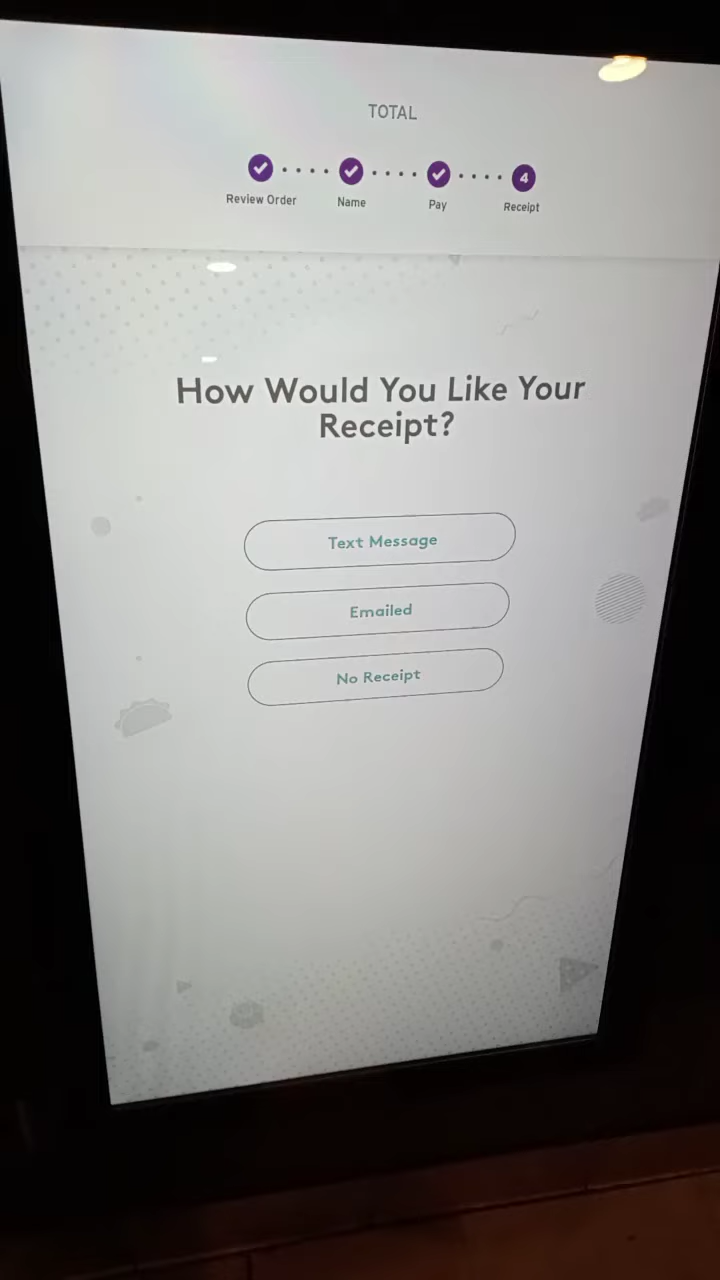 TOTAL
4
Review Order
Name
Pay
Receipt
How Would You Like Your
Receipt?
Text Message
Emailed
No Receipt